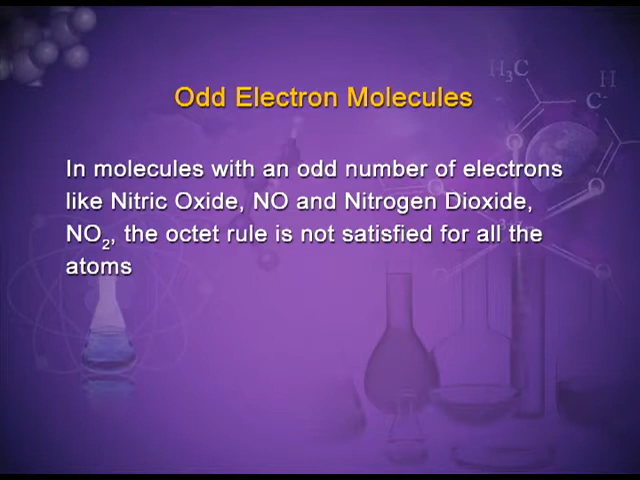 Odd Electron Molecules
H₃C
H
C
In molecules with an odd number of electrons
like Nitric Oxide, NO and Nitrogen Dioxide,
NO₂, the octet rule is not satisfied for all the
atoms